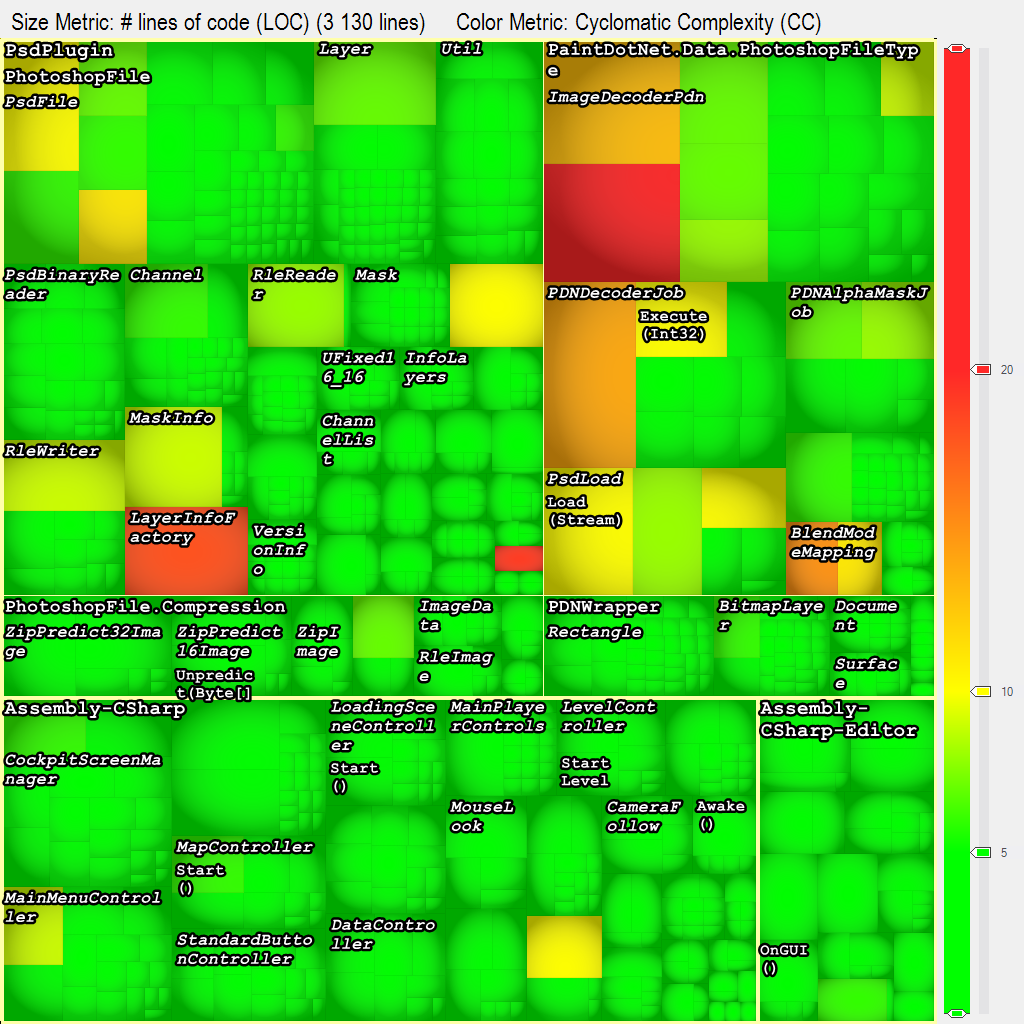 Size Metric: # lines of code (LOC) (3 130 lines)    Color Metric: Cyclomatic Complexity (CC)
PsdPlugin
PhotoshopFile
PsdFile
Layer
Util
PaintDotNet.Data.PhotoshopFileTyp
e
ImageDecoderPdn
PsdBinaryRe
ader
Channel
RleReade
r
Mask
UFixed1
6_16
InfoLa
yers
Chann
elLis
t
MaskInfo
RleWriter
LayerInfoF
actory
Versi
onInf
o
PDNDecoderJob
Execute
(Int32)
PDNAlphaMaskJ
ob
PsdLoad
Load
(Stream)
BlendMod
eMapping
PhotoshopFile.Compression
ZipPredict32Ima
ge
ZipPredict
16Image
Unpredic
t(Byte[]
ZipI
mage
ImageDa
ta
RleImag
e
PDNWrapper
Rectangle
BitmapLaye
r
Docume
nt
Surfac
e
Assembly-CSharp
CockpitScreenMa
nager
LoadingSce
neControll
er
Start
()
MainPlaye
rControls
LevelCont
roller
Start
Level
MouseL
ook
CameraF
ollow
Awake
()
MapController
Start
()
MainMenuControl
ler
StandardButto
nController
DataContro
ller
Assembly-
CSharp-Editor
OnGUI
()
20
10
5